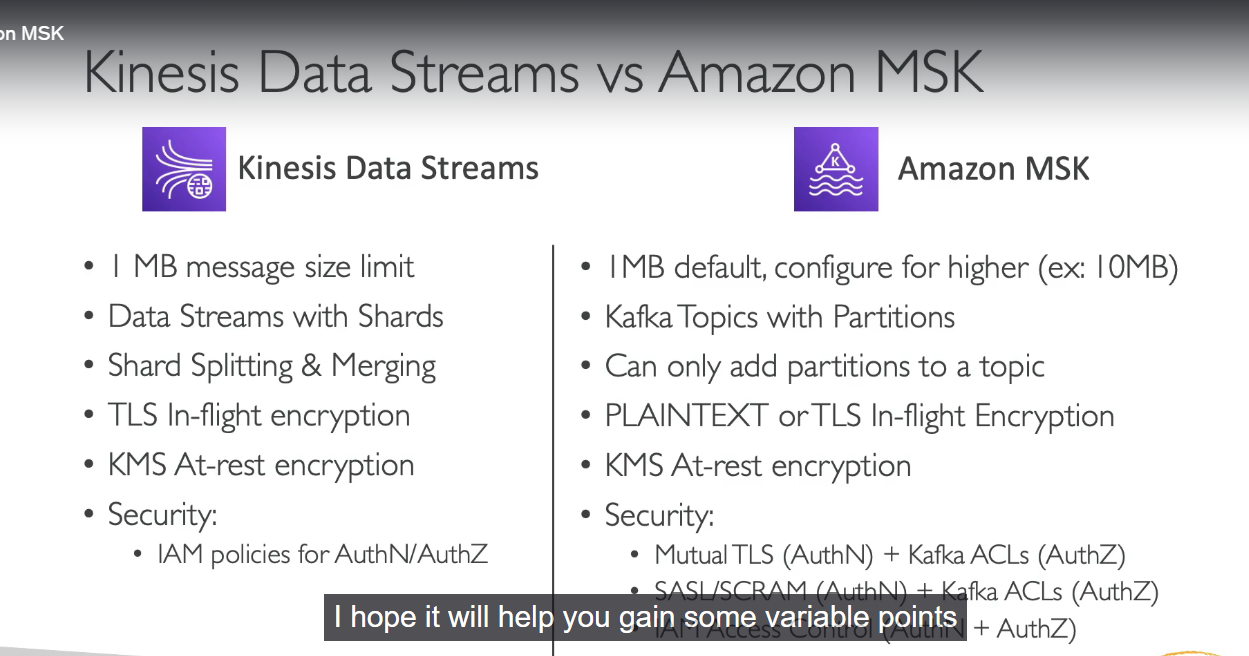 on MSK
Kinesis Data Streams vs Amazon MSK
Kinesis Data Streams
• 1 MB message size limit
• Data Streams with Shards
• Shard Splitting & Merging
• TLS In-flight encryption
• KMS At-rest encryption
• Security:
• IAM policies for AuthN/AuthZ
K
Amazon MSK
• 1MB default, configure for higher (ex: 10MB)
• Kafka Topics with Partitions
• Can only add partitions to a topic
• PLAINTEXT or TLS In-flight Encryption
• KMS At-rest encryption
• Security:
• Mutual TLS (AuthN) + Kafka ACLs (AuthZ)
• SASL/SCRAM (AuthN) + Kafka ACLs (AuthZ)
• IAM Access Control (AuthN + AuthZ)
I hope it will help you gain some variable points